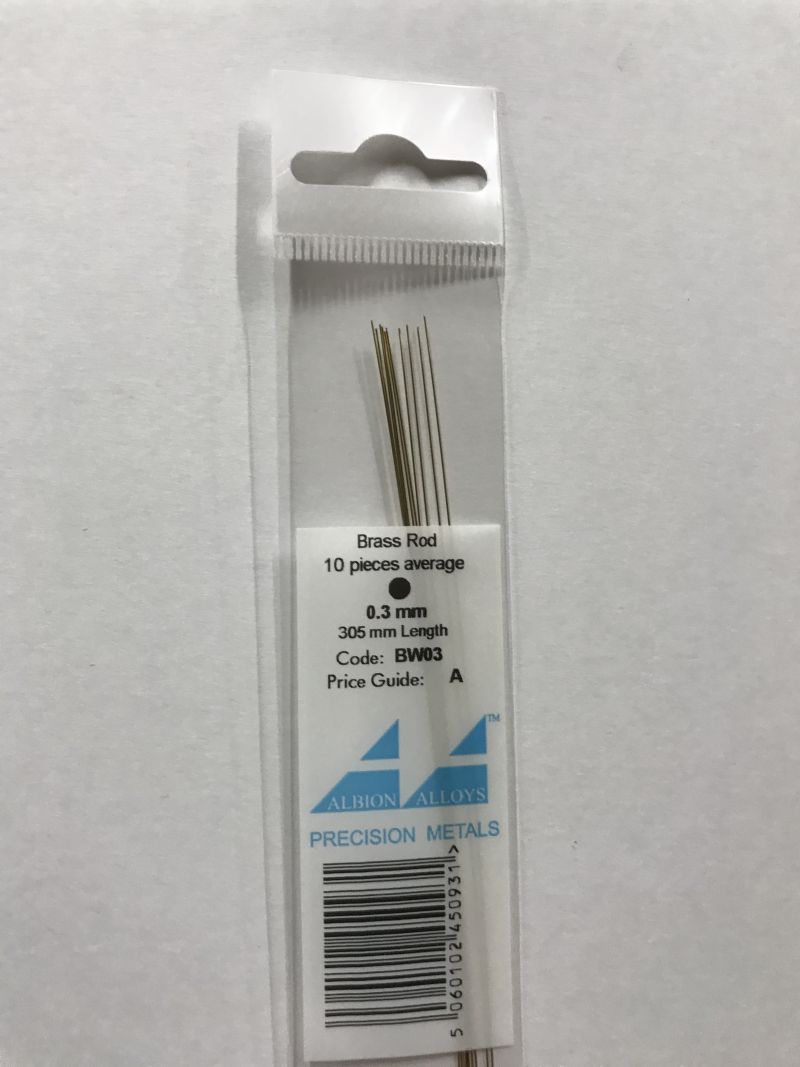 Brass Rod
10 pieces average
0.3 mm
305 mm Length
Code: BW03
Price Guide: A
TM
ALBION ALLOYS
PRECISION METALS
5 060102 450931 >